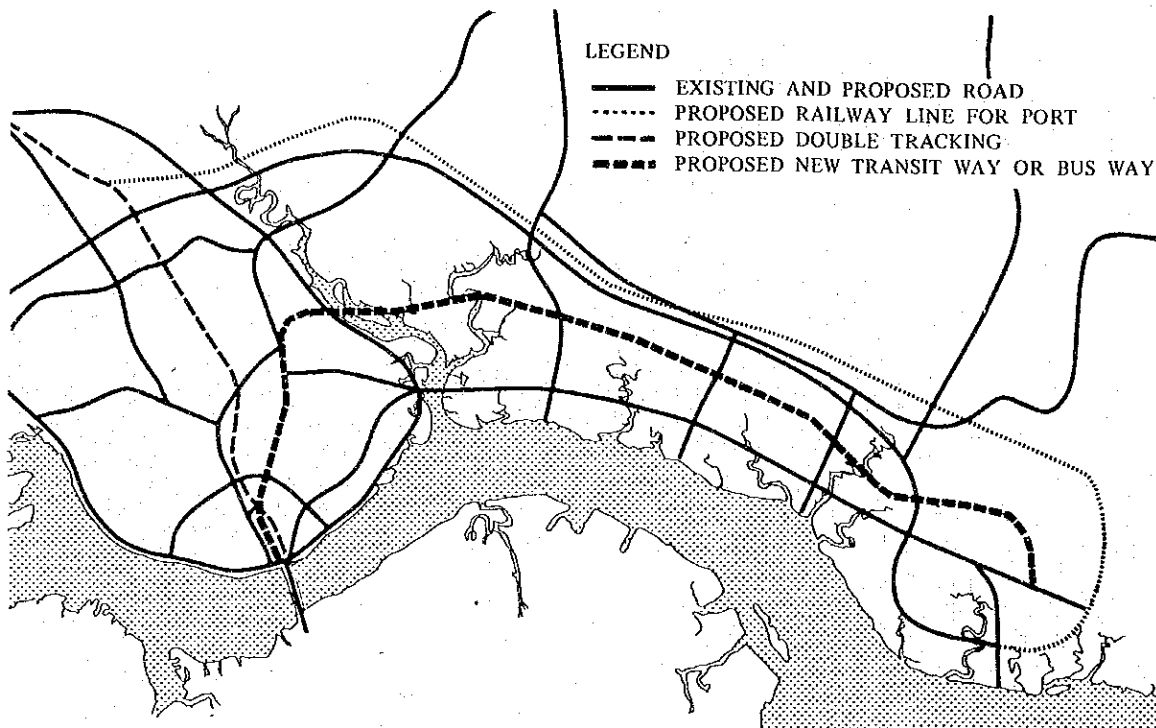 LEGEND
EXISTING AND PROPOSED ROAD
PROPOSED RAILWAY LINE FOR PORT
PROPOSED DOUBLE TRACKING
PROPOSED NEW TRANSIT WAY OR BUS WAY